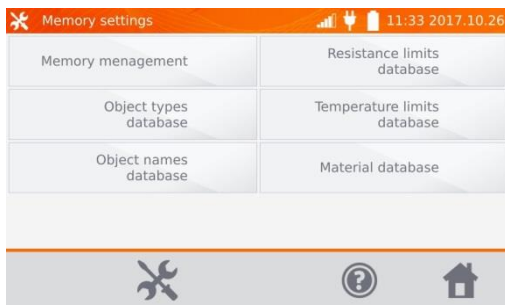 Memory settings
11:33 2017.10.26
Memory menagement
Resistance limits
database
Object types
database
Temperature limits
database
Object names
database
Material database
?